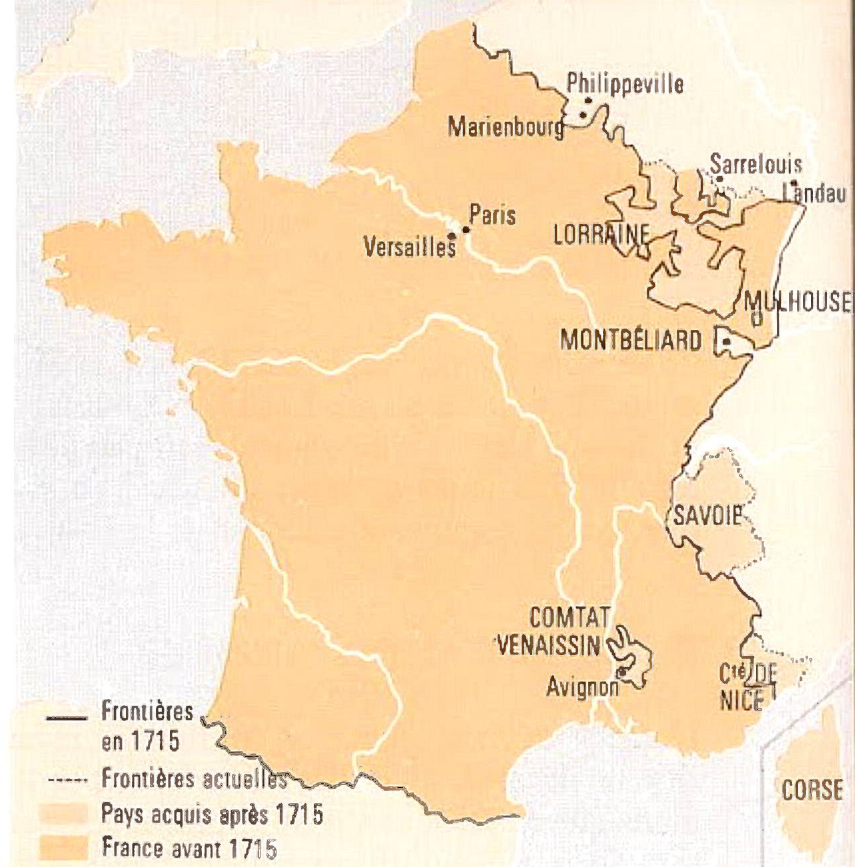 Philippeville
Marienbourg
Sarrelouis
Landau
Paris
Versailles
LORRAINE
MULHOUSE
MONTBÉLIARD
SAVOIE
COMTAT
VENAISSIN
Avignon
Cté DE
NICE
CORSE
Frontières
en 1715
Frontières actuelles
Pays acquis après 1715
France avant 1715